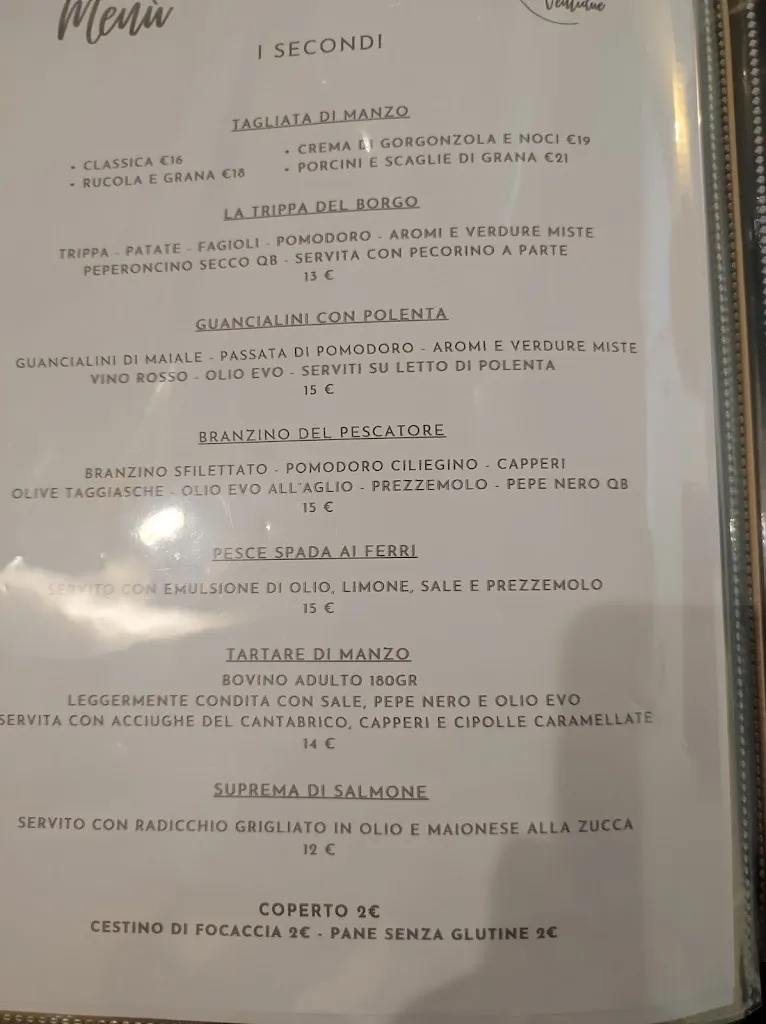 Menù
Ventidue
I SECONDI
TAGLIATA DI MANZO
• CLASSICA €16
• RUCOLA E GRANA €18
• CREMA DI GORGONZOLA E NOCI €19
• PORCINI E SCAGLIE DI GRANA €21
LA TRIPPA DEL BORGO
TRIPPA - PATATE - FAGIOLI - POMODORO - AROMI E VERDURE MISTE
PEPERONCINO SECCO QB - SERVITA CON PECORINO A PARTE
13 €
GUANCIALINI CON POLENTA
GUANCIALINI DI MAIALE - PASSATA DI POMODORO - AROMI E VERDURE MISTE
VINO ROSSO - OLIO EVO - SERVITI SU LETTO DI POLENTA
15 €
BRANZINO DEL PESCATORE
BRANZINO SFILETTATO - POMODORO CILIEGINO - CAPPERI
OLIVE TAGGIASCHE - OLIO EVO ALL'AGLIO - PREZZEMOLO - PEPE NERO QB
15 €
PESCE SPADA AI FERRI
SERVITO CON EMULSIONE DI OLIO, LIMONE, SALE E PREZZEMOLO
15 €
TARTARE DI MANZO
BOVINO ADULTO 180GR
LEGGERMENTE CONDITA CON SALE, PEPE NERO E OLIO EVO
SERVITA CON ACCIUGHE DEL CANTABRICO, CAPPERI E CIPOLLE CARAMELLATE
14 €
SUPREMA DI SALMONE
SERVITO CON RADICCHIO GRIGLIATO IN OLIO E MAIONESE ALLA ZUCCA
12 €
COPERTO 2€
CESTINO DI FOCACCIA 2€ - PANE SENZA GLUTINE 2€